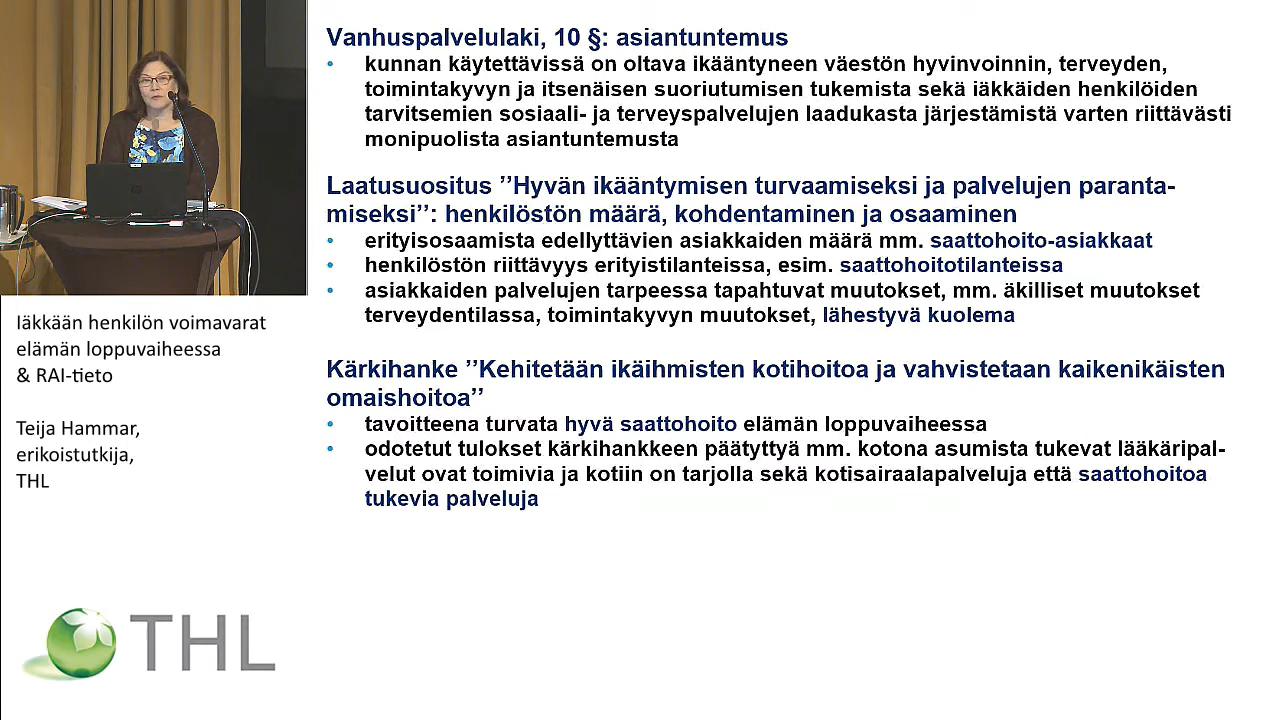 Vanhuspalvelulaki, 10 §: asiantuntemus
• kunnan käytettävissä on oltava ikääntyneen väestön hyvinvoinnin, terveyden,
toimintakyvyn ja itsenäisen suoriutumisen tukemista sekä iäkkäiden henkilöiden
tarvitsemien sosiaali- ja terveyspalvelujen laadukasta järjestämistä varten riittävästi
monipuolista asiantuntemusta
Laatusuositus ’’Hyvän ikääntymisen turvaamiseksi ja palvelujen paranta-
miseksi’’: henkilöstön määrä, kohdentaminen ja osaaminen
• erityisosaamista edellyttävien asiakkaiden määrä mm. saattohoito-asiakkaat
• henkilöstön riittävyys erityistilanteissa, esim. saattohoitotilanteissa
• asiakkaiden palvelujen tarpeessa tapahtuvat muutokset, mm. äkilliset muutokset
terveydentilassa, toimintakyvyn muutokset, lähestyvä kuolema
Kärkihanke ’’Kehitetään ikäihmisten kotihoitoa ja vahvistetaan kaikenikäisten
omaishoitoa’’
• tavoitteena turvata hyvä saattohoito elämän loppuvaiheessa
• odotetut tulokset kärkihankkeen päätyttyä mm. kotona asumista tukevat lääkäripal-
velut ovat toimivia ja kotiin on tarjolla sekä kotisairaalapalveluja että saattohoitoa
tukevia palveluja
Iäkkään henkilön voimavarat
elämän loppuvaiheessa
& RAI-tieto
Teija Hammar,
erikoistutkija,
THL
THL